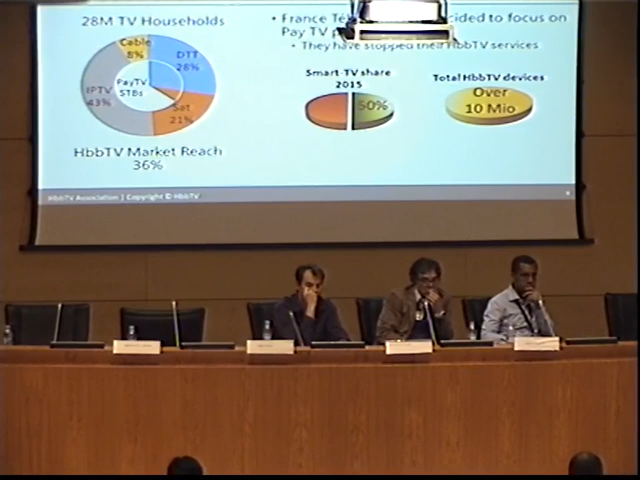 28M TV Households
Cable
8%
DTT
28%
IPTV
43%
PayTV
STBs
Sat
21%
HbbTV Market Reach
36%
• France ided to focus on
Pay TV
• They have stopped their HbbTV services
Smart-TV share
2015
50%
Total HbbTV devices
Over
10 Mio
HbbTV Association | Copyright © HbbTV